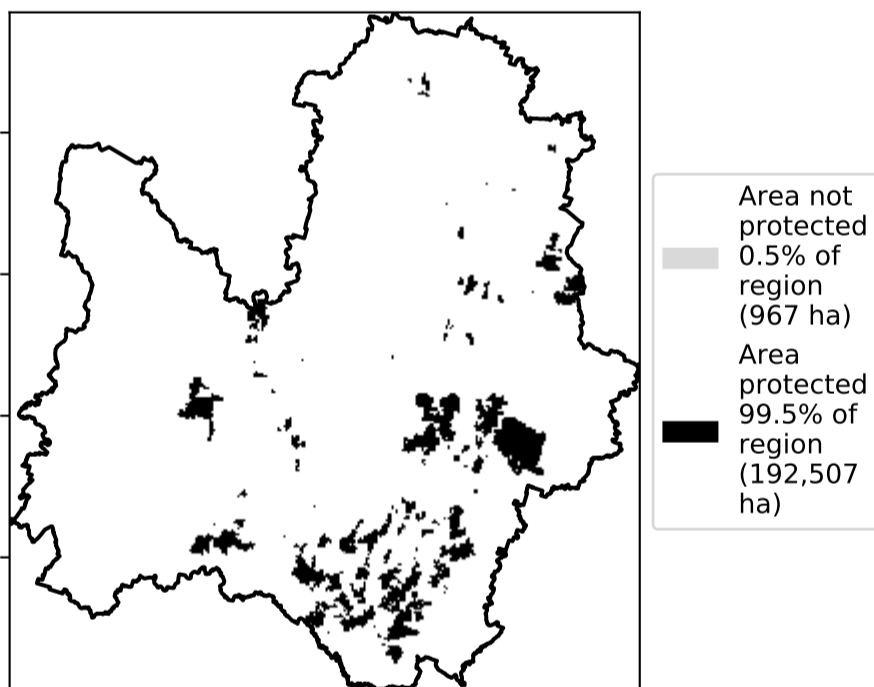 Area not
protected
0.5% of
region
(967 ha)
Area
protected
99.5% of
region
(192,507
ha)